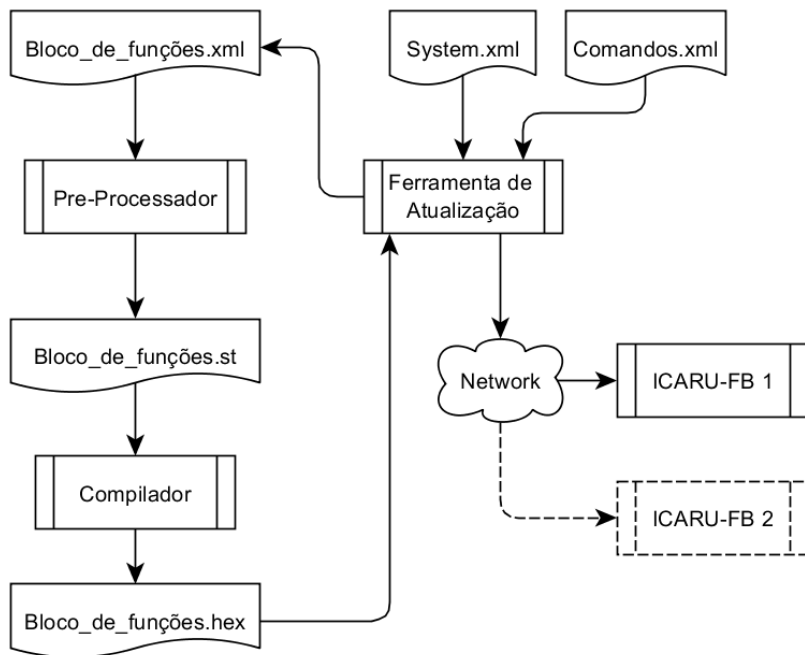 Bloco_de_funções.xml
System.xml
Comandos.xml
Pre-Processador
Ferramenta de
Atualização
Bloco_de_funções.st
Network
ICARU-FB 1
Compilador
ICARU-FB 2
Bloco_de_funções.hex